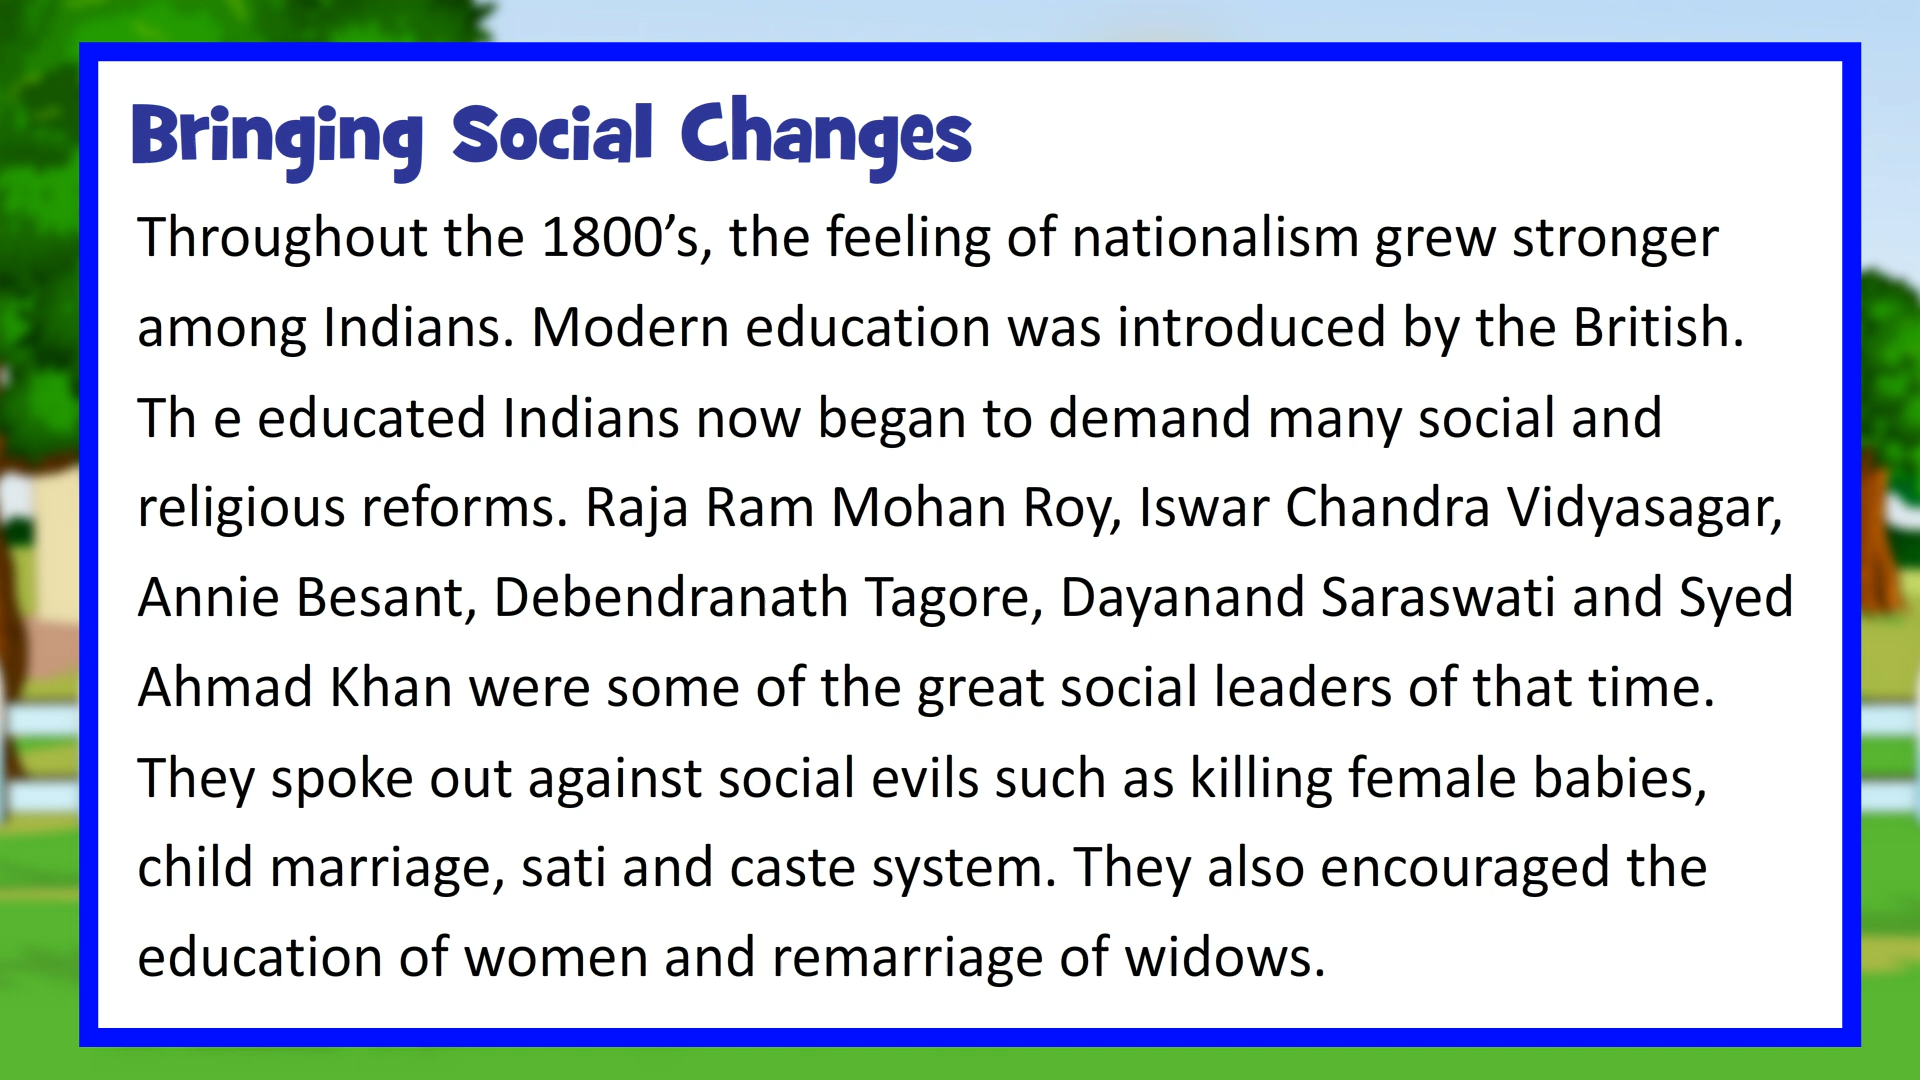 Bringing Social Changes
Throughout the 1800’s, the feeling of nationalism grew stronger
among Indians. Modern education was introduced by the British.
Th e educated Indians now began to demand many social and
religious reforms. Raja Ram Mohan Roy, Iswar Chandra Vidyasagar,
Annie Besant, Debendranath Tagore, Dayanand Saraswati and Syed
Ahmad Khan were some of the great social leaders of that time.
They spoke out against social evils such as killing female babies,
child marriage, sati and caste system. They also encouraged the
education of women and remarriage of widows.